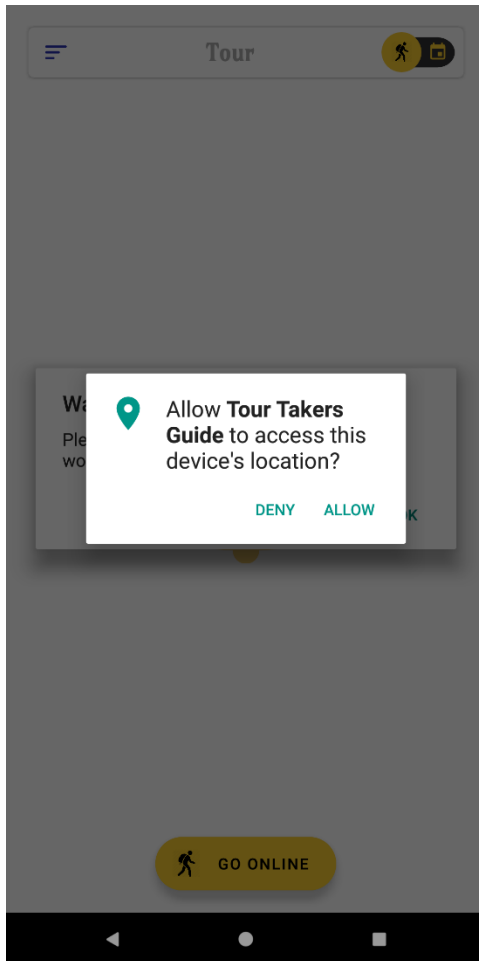 Tour
Allow Tour Takers
Guide to access this
device's location?
DENY ALLOW
GO ONLINE